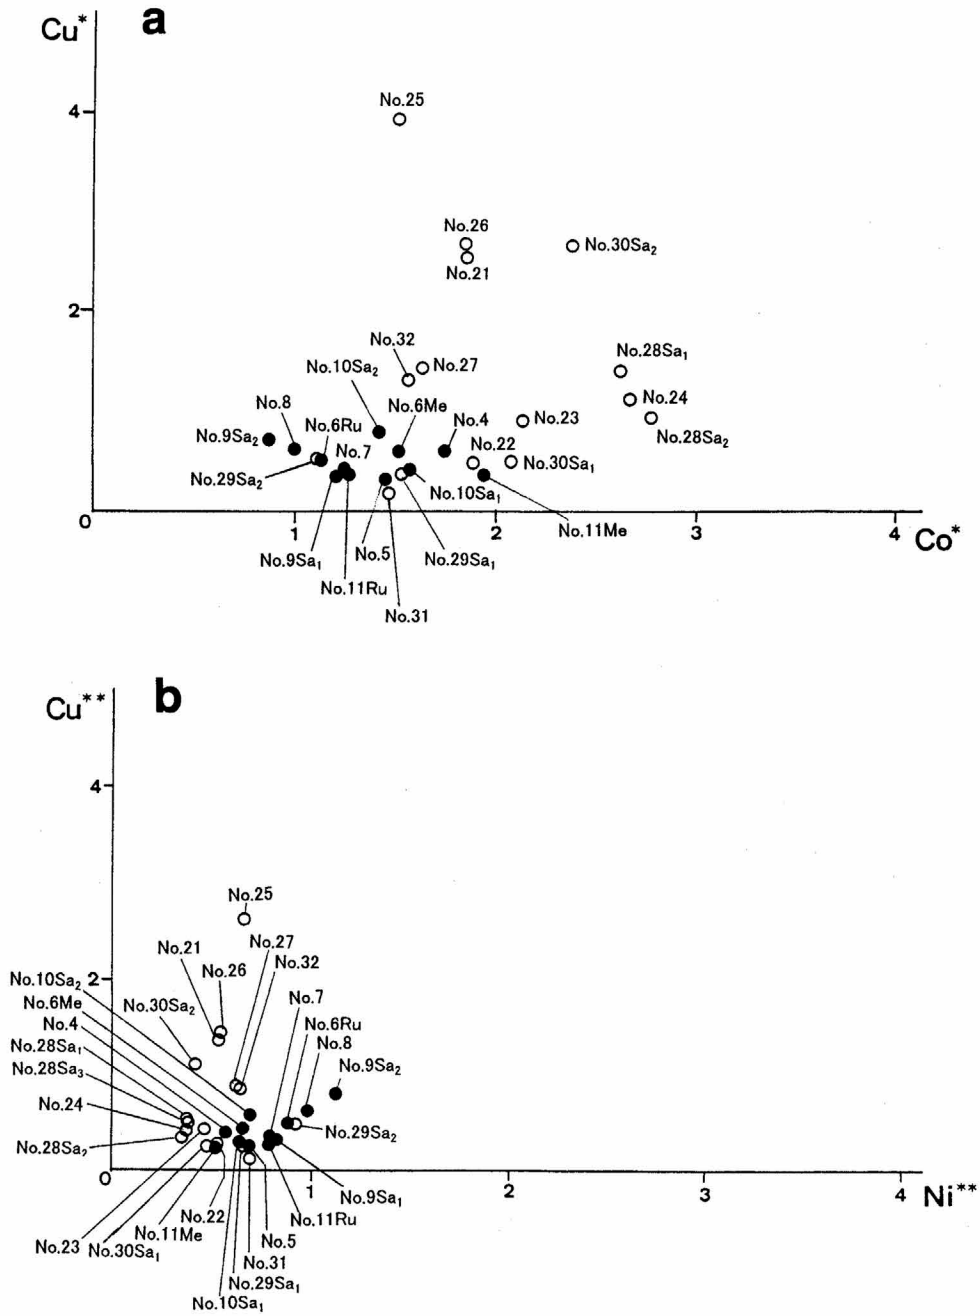 a
Cu*
No.25
4
No.26
No.30Sa₂
No.21
2
No.32
No.28Sa₁
No.10Sa₂
No.27
No.6Me
No.24
No.8
No.4
No.23
No.6Ru
No.9Sa₂
No.28Sa₂
No.7
No.22
No.29Sa₂
No.30Sa₁
No.10Sa₁
0
1
2
3
4
No.11Me
Co*
No.9Sa₁
No.5
No.29Sa₁
No.11Ru
No.31
b
Cu**
4
No.25
No.27
No.21
No.32
No.26
2
No.10Sa₂
No.7
No.6Me
No.30Sa₂
No.6Ru
No.4
No.8
No.28Sa₁
No.9Sa₂
No.28Sa₃
No.24
No.29Sa₂
No.28Sa₂
0
1
2
3
4
Ni**
No.9Sa₁
No.22
No.11Ru
No.11Me
No.5
No.23
No.30Sa₁
No.31
No.29Sa₁
No.10Sa₁